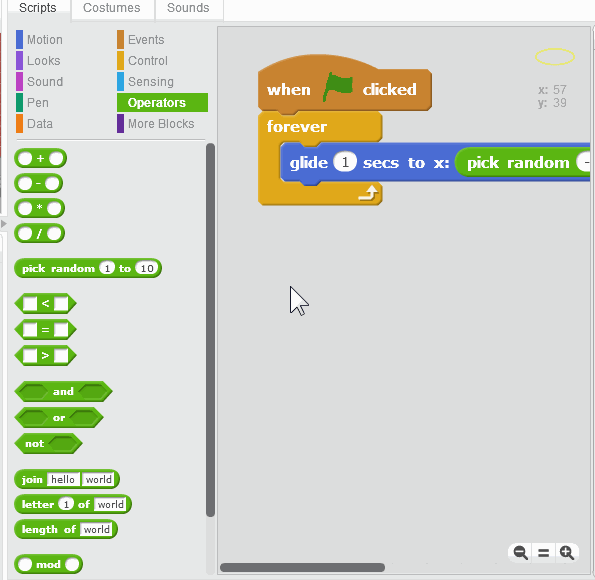 Scripts Costumes Sounds
Motion Events
Looks Control
Sound Sensing
Pen Operators
Data More Blocks
+
-
*
/
pick random 1 to 10
<
=
>
and
or
not
join hello world
letter 1 of world
length of world
mod
x: 57
y: 39
when clicked
forever
glide 1 secs to x: pick random -